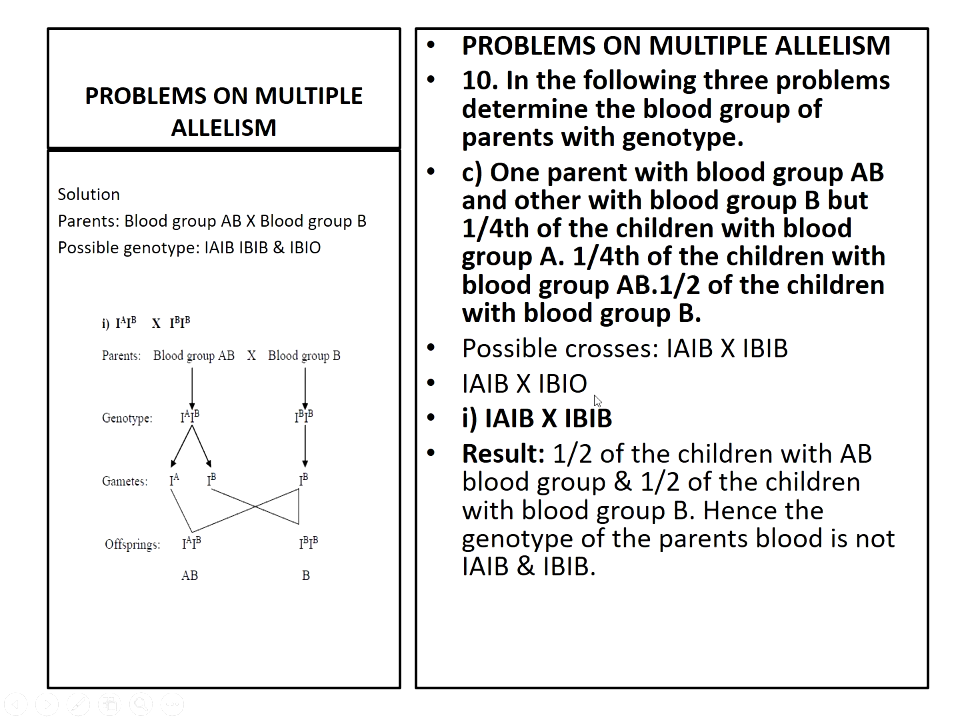 PROBLEMS ON MULTIPLE
ALLELISM
Solution
Parents: Blood group AB X Blood group B
Possible genotype: IAIB IBIB & IBIO
i) IᴬIᴮ X IᴮIᴮ
Parents: Blood group AB X Blood group B
Genotype: IᴬIᴮ IᴮIᴮ
Gametes: Iᴬ Iᴮ Iᴮ
Offsprings: IᴬIᴮ IᴮIᴮ
AB B
• PROBLEMS ON MULTIPLE ALLELISM
• 10. In the following three problems
determine the blood group of
parents with genotype.
• c) One parent with blood group AB
and other with blood group B but
1/4th of the children with blood
group A. 1/4th of the children with
blood group AB.1/2 of the children
with blood group B.
• Possible crosses: IAIB X IBIB
• IAIB X IBIO
• i) IAIB X IBIB
• Result: 1/2 of the children with AB
blood group & 1/2 of the children
with blood group B. Hence the
genotype of the parents blood is not
IAIB & IBIB.